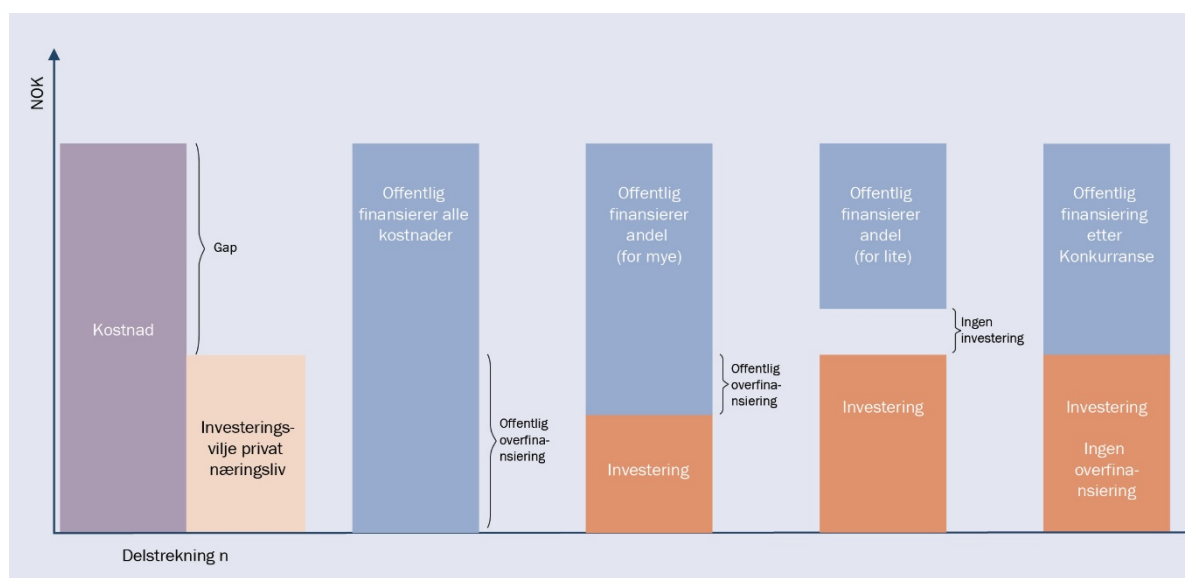 NOK
Kostnad
Gap
Investerings-
vilje privat
næringsliv
Delstrekning n
Offentlig
finansierer alle
kostnader
Offentlig
overfina-
nsiering
Offentlig
finansierer
andel
(for mye)
Investering
Offentlig
overfina-
nsiering
Offentlig
finansierer
andel
(for lite)
Ingen
investering
Investering
Offentlig
finansiering
etter
Konkurranse
Investering
Ingen
overfina-
nsiering